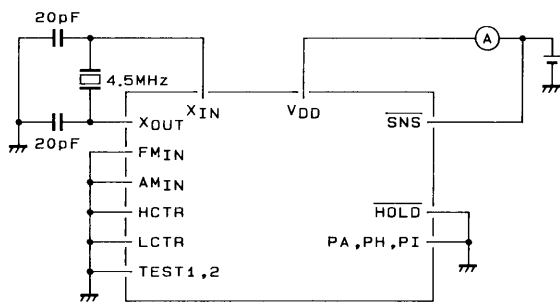 20pF
A
4.5MHz
XIN
VDD
20pF
XOUT
SNS
FMIN
AMIN
HCTR
HOLD
LCTR
PA,PH,PI
TEST1,2